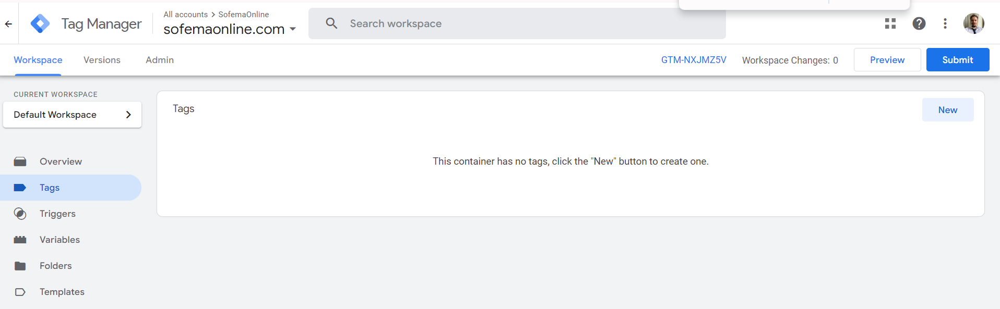 All accounts > SofemaOnline
Tag Manager
sofemaonline.com
Search workspace
Workspace
Versions
Admin
GTM-NXJMZ5V
Workspace Changes: 0
Preview
Submit
CURRENT WORKSPACE
Default Workspace
Tags
New
This container has no tags, click the "New" button to create one.
Overview
Tags
Triggers
Variables
Folders
Templates